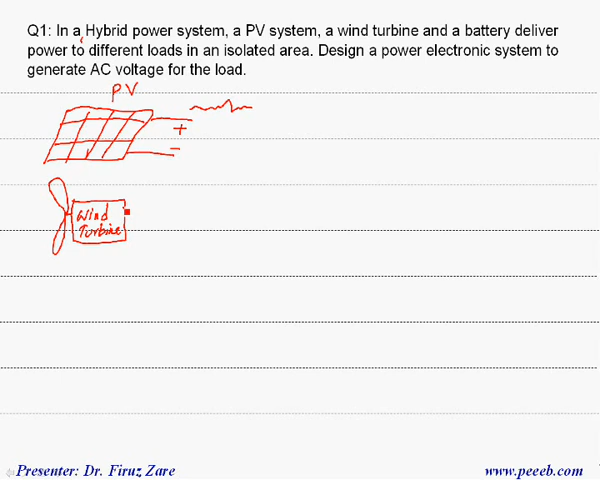 Q1: In a Hybrid power system, a PV system, a wind turbine and a battery deliver
power to different loads in an isolated area. Design a power electronic system to
generate AC voltage for the load.
PV
+
-
Wind
Turbine
Presenter: Dr. Firuz Zare
www.peeeb.com